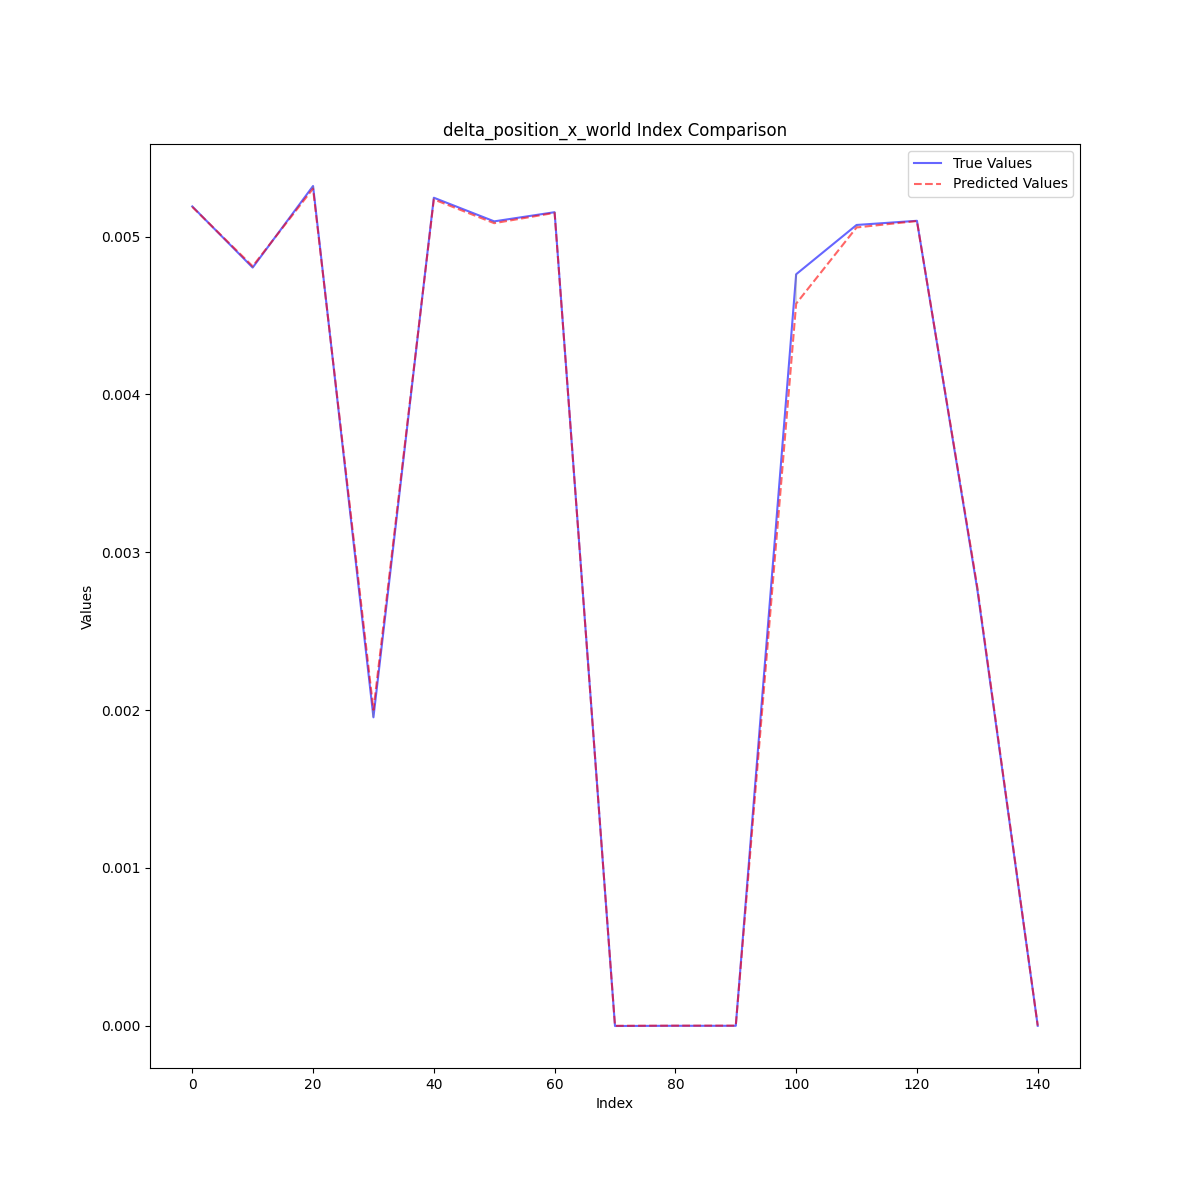 delta_position_x_world Index Comparison
True Values
Predicted Values
0.005
0.004
0.003
0.002
0.001
0.000
Values
0 20 40 60 80 100 120 140
Index